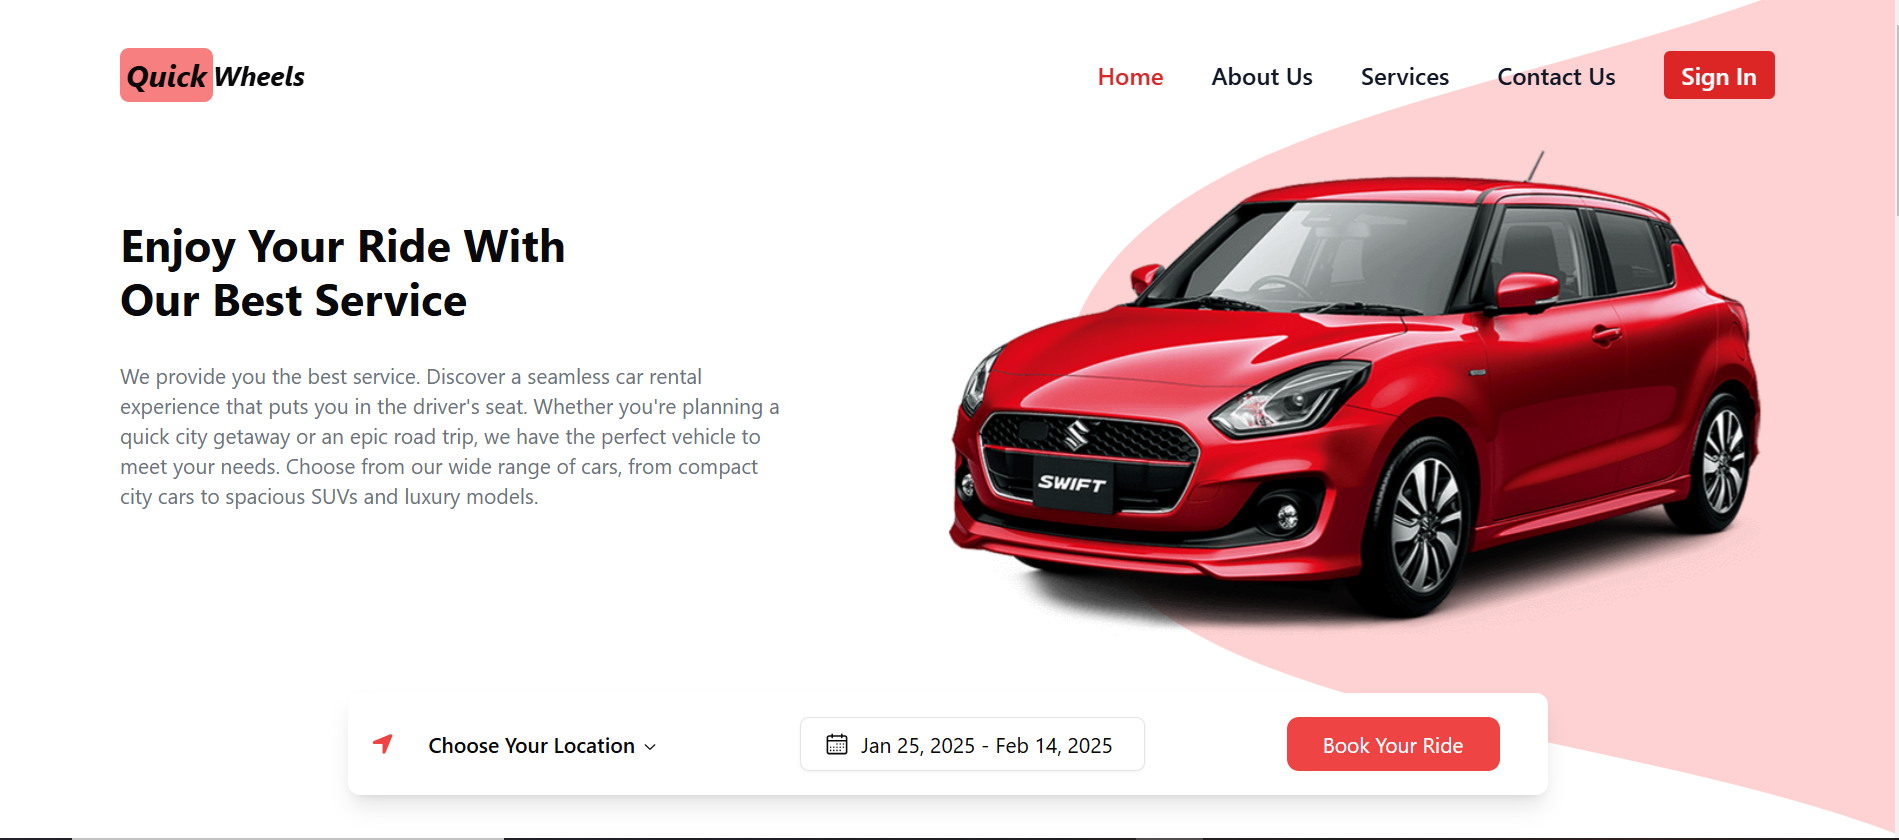 Quick Wheels
Home About Us Services Contact Us Sign In
Enjoy Your Ride With
Our Best Service
We provide you the best service. Discover a seamless car rental
experience that puts you in the driver's seat. Whether you're planning a
quick city getaway or an epic road trip, we have the perfect vehicle to
meet your needs. Choose from our wide range of cars, from compact
city cars to spacious SUVs and luxury models.
SWIFT
Choose Your Location
Jan 25, 2025 - Feb 14, 2025
Book Your Ride